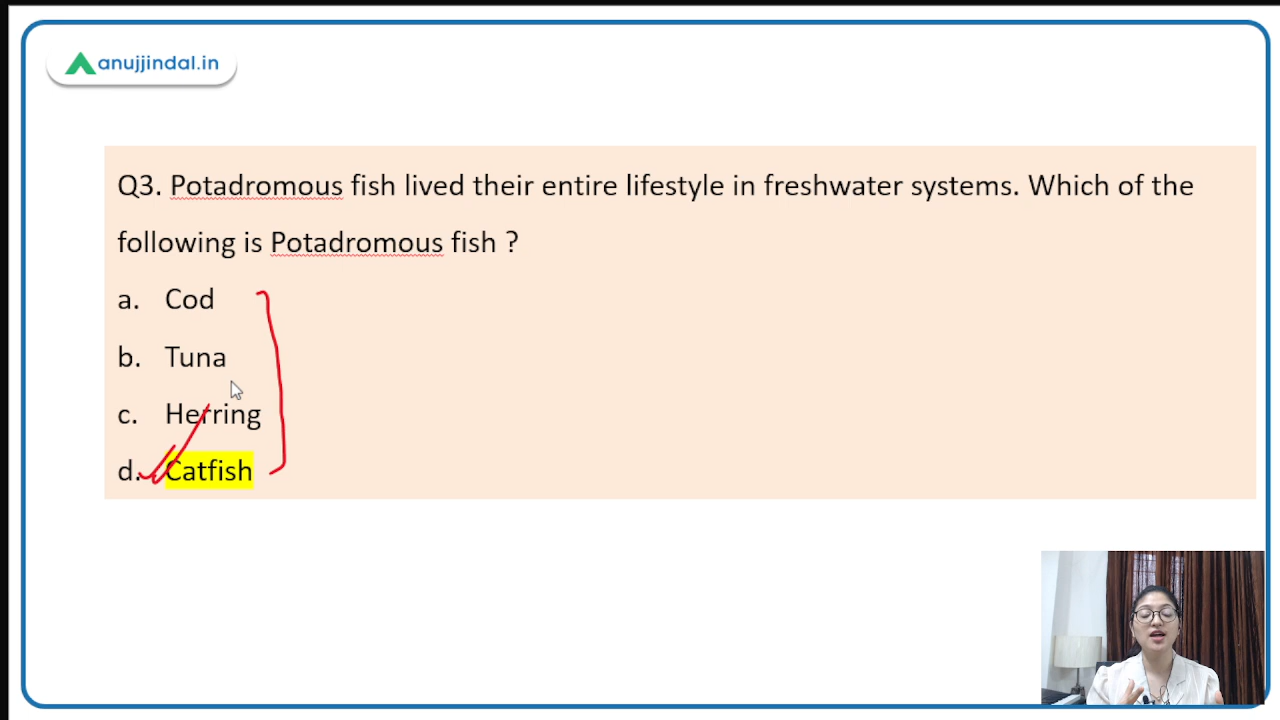 anujjindal.in
Q3. Potadromous fish lived their entire lifestyle in freshwater systems. Which of the
following is Potadromous fish ?
a. Cod
b. Tuna
c. Herring
d. Catfish